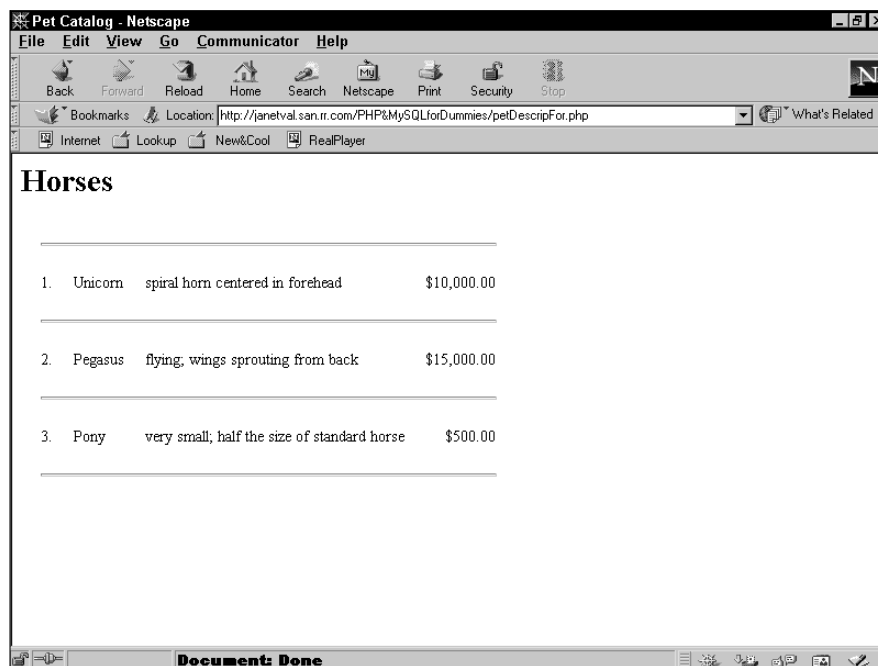 Pet Catalog - Netscape
File Edit View Go Communicator Help
Back Forward Reload Home Search Netscape Print Security Stop
My
N
Bookmarks Location: http://janetval.san.rr.com/PHP&MySQLforDummies/petDescripFor.php What's Related
Internet Lookup New&Cool RealPlayer
Horses
1. Unicorn spiral horn centered in forehead $10,000.00
2. Pegasus flying; wings sprouting from back $15,000.00
3. Pony very small; half the size of standard horse $500.00
Document: Done